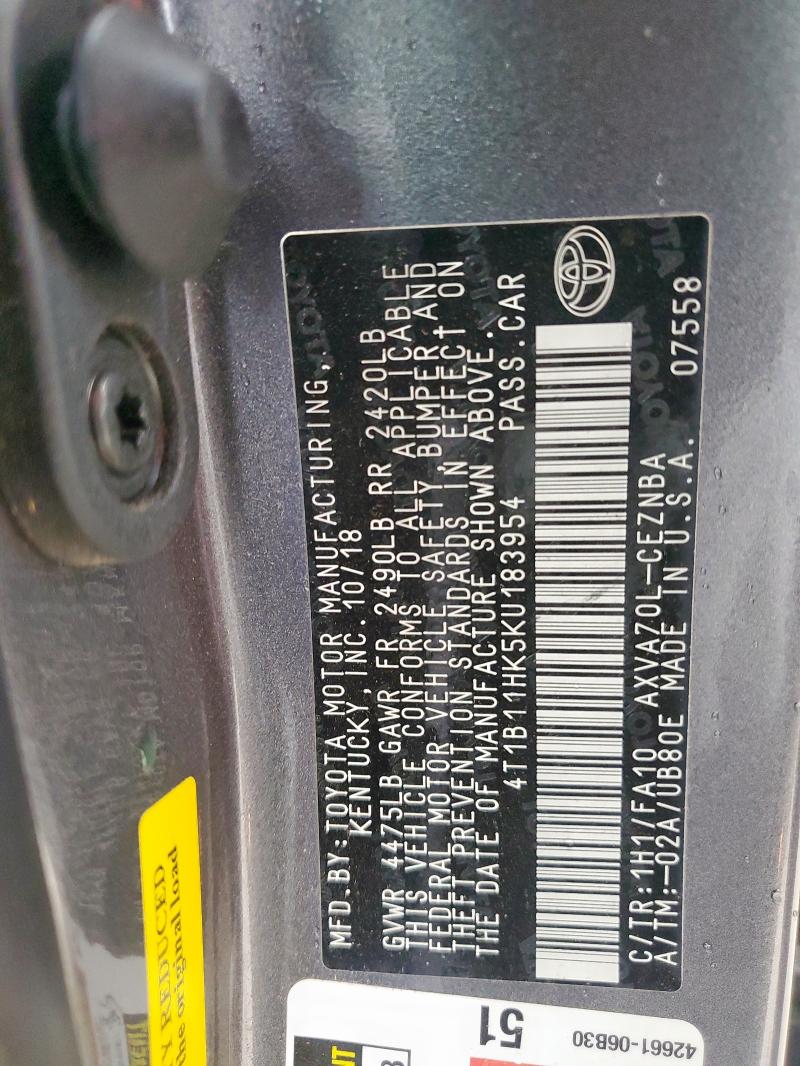 MFD.BY:TOYOTA MOTOR MANUFACTURING,
KENTUCKY, INC. 10/18
GVWR 4475LB GAWR FR 2490LB RR 2420LB
THIS VEHICLE CONFORMS TO ALL APPLICABLE
FEDERAL MOTOR VEHICLE SAFETY, BUMPER AND
THEFT PREVENTION STANDARDS IN EFFECT ON
THE DATE OF MANUFACTURE SHOWN ABOVE.
4T1B11HK5KU183954 PASS.CAR
C/TR:1H1/FA10 AXVA70L-CEZNBA
A/TM:-02A/UB80E MADE IN U.S.A. 07558
REDUCED
original load
51
42661-06B30